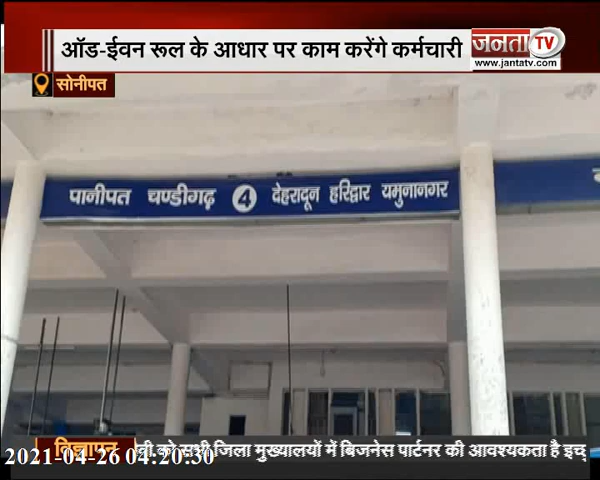 ऑड-ईवन रूल के आधार पर काम करेंगे कर्मचारी
जनता TV
www.jantatv.com
सोनीपत
पानीपत चण्डीगढ़ 4 देहरादून हरिद्वार यमुनानगर
विज्ञापन को सभी जिला मुख्यालयों में बिजनेस पार्टनर की आवश्यकता है
2021-04-26 04:20:30